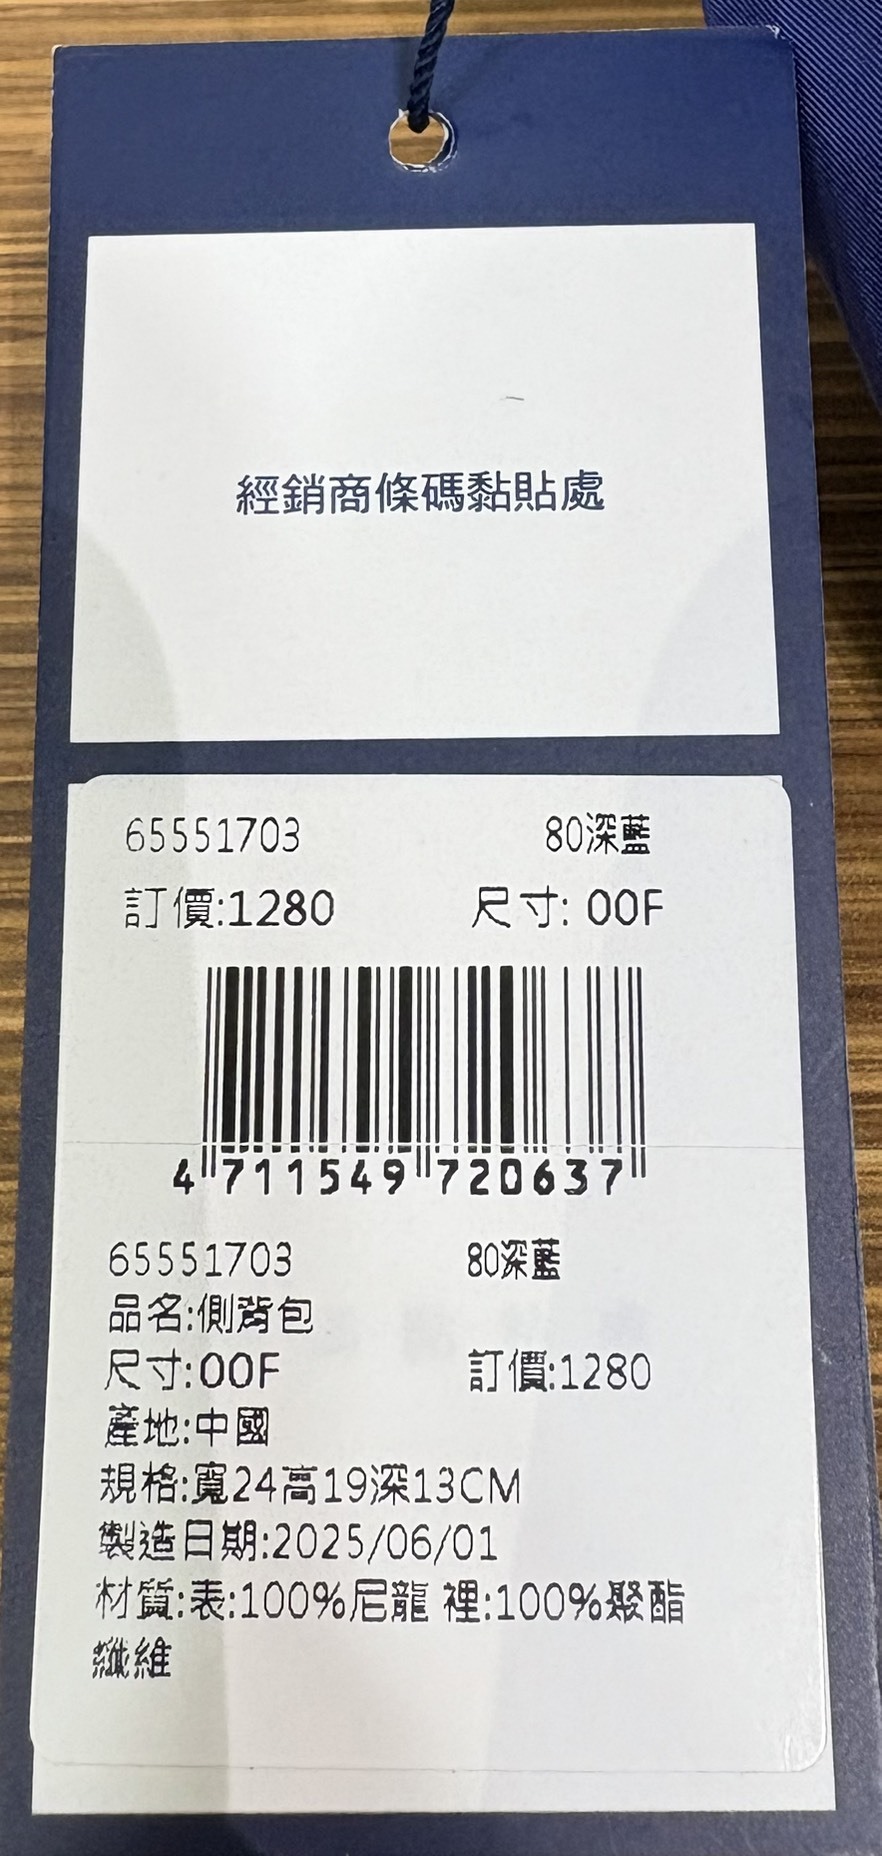 經銷商條碼黏貼處
65551703 80深藍
訂價:1280 尺寸: 00F
4 711549 720637
65551703 80深藍
品名:側背包
尺寸:00F 訂價:1280
產地:中國
規格:寬24高19深13CM
製造日期:2025/06/01
材質:表:100%尼龍 裡:100%聚酯
纖維